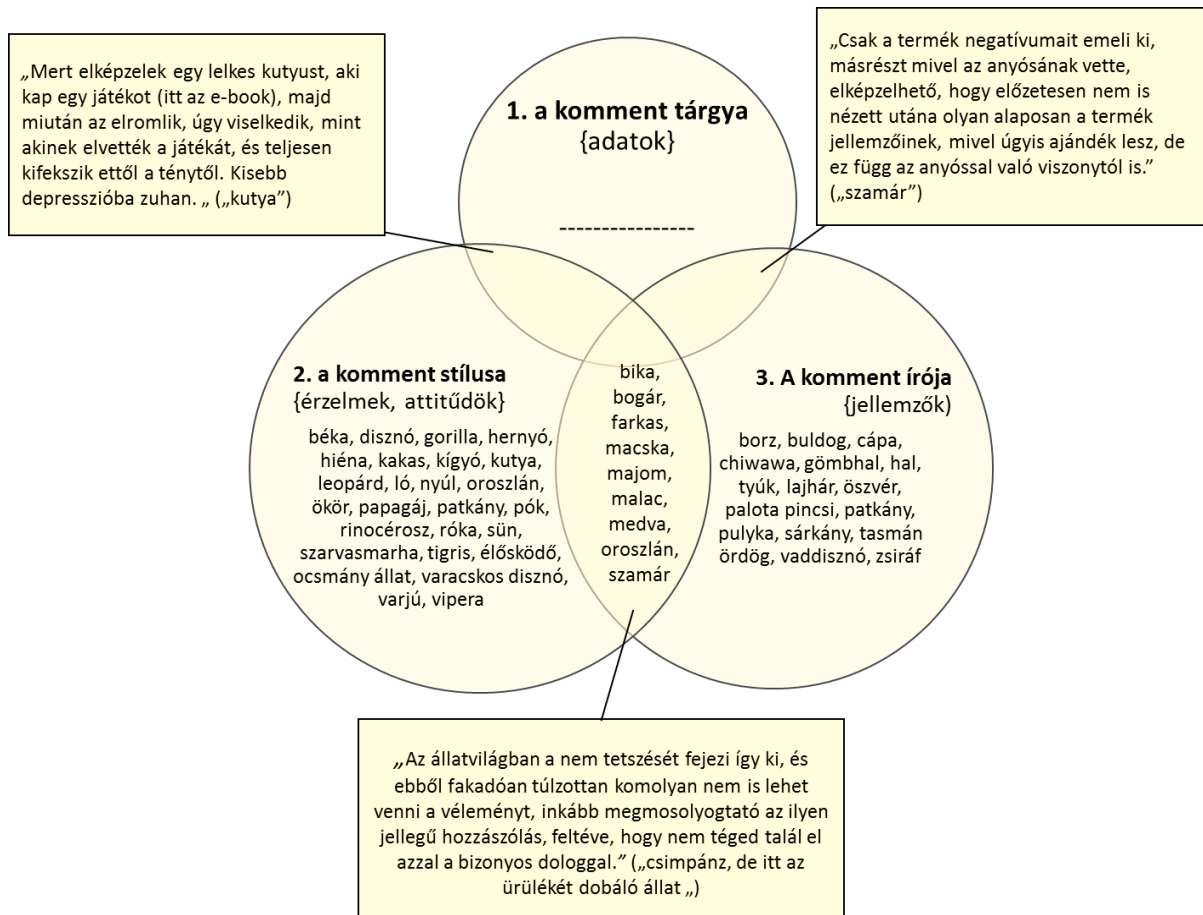 „Mert elképzelek egy lelkes kutyust, aki
kap egy játékot (itt az e-book), majd
miután az elromlik, úgy viselkedik, mint
akinek elvették a játékát, és teljesen
kifekszik ettől a ténytől. Kisebb
depresszióba zuhan. „ („kutya”)
1. a komment tárgya
{adatok}
----------------
„Csak a termék negatívumait emeli ki,
másrészt mivel az anyósának vette,
elképzelhető, hogy előzetesen nem is
nézett utána olyan alaposan a termék
jellemzőinek, mivel úgyis ajándék lesz, de
ez függ az anyóssal való viszonytól is.”
(„szamár”)
2. a komment stílusa
{érzelmek, attitűdök}
béka, disznó, gorilla, hernyó,
hiéna, kakas, kígyó, kutya,
leopárd, ló, nyúl, oroszlán,
ökör, papagáj, patkány, pók,
rinocérosz, róka, sün,
szarvasmarha, tigris, élősködő,
ocsmány állat, varacskos disznó,
varjú, vipera
bika,
bogár,
farkas,
macska,
majom,
malac,
medva,
oroszlán,
szamár
3. A komment írója
{jellemzők)
borz, buldog, cápa,
chiwawa, gömbhal, hal,
tyúk, lajhár, öszvér,
palota pincsi, patkány,
pulyka, sárkány, tasmán
ördög, vaddisznó, zsiráf
„Az állatvilágban a nem tetszését fejezi így ki, és
ebből fakadóan túlzottan komolyan nem is lehet
venni a véleményt, inkább megmosolyogtató az ilyen
jellegű hozzászólás, feltéve, hogy nem téged talál el
azzal a bizonyos dologgal.” („csimpánz, de itt az
ürülékét dobáló állat „)